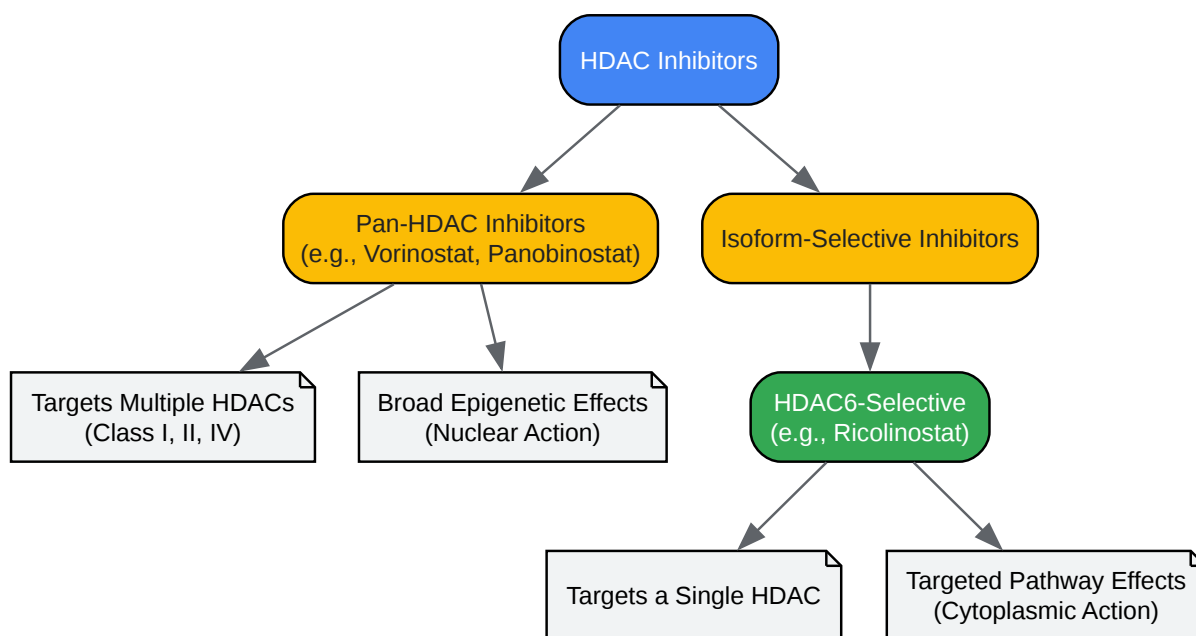 HDAC Inhibitors
Pan-HDAC Inhibitors
(e.g., Vorinostat, Panobinostat)
Isoform-Selective Inhibitors
Targets Multiple HDACs
(Class I, II, IV)
Broad Epigenetic Effects
(Nuclear Action)
HDAC6-Selective
(e.g., Ricolinostat)
Targets a Single HDAC
Targeted Pathway Effects
(Cytoplasmic Action)